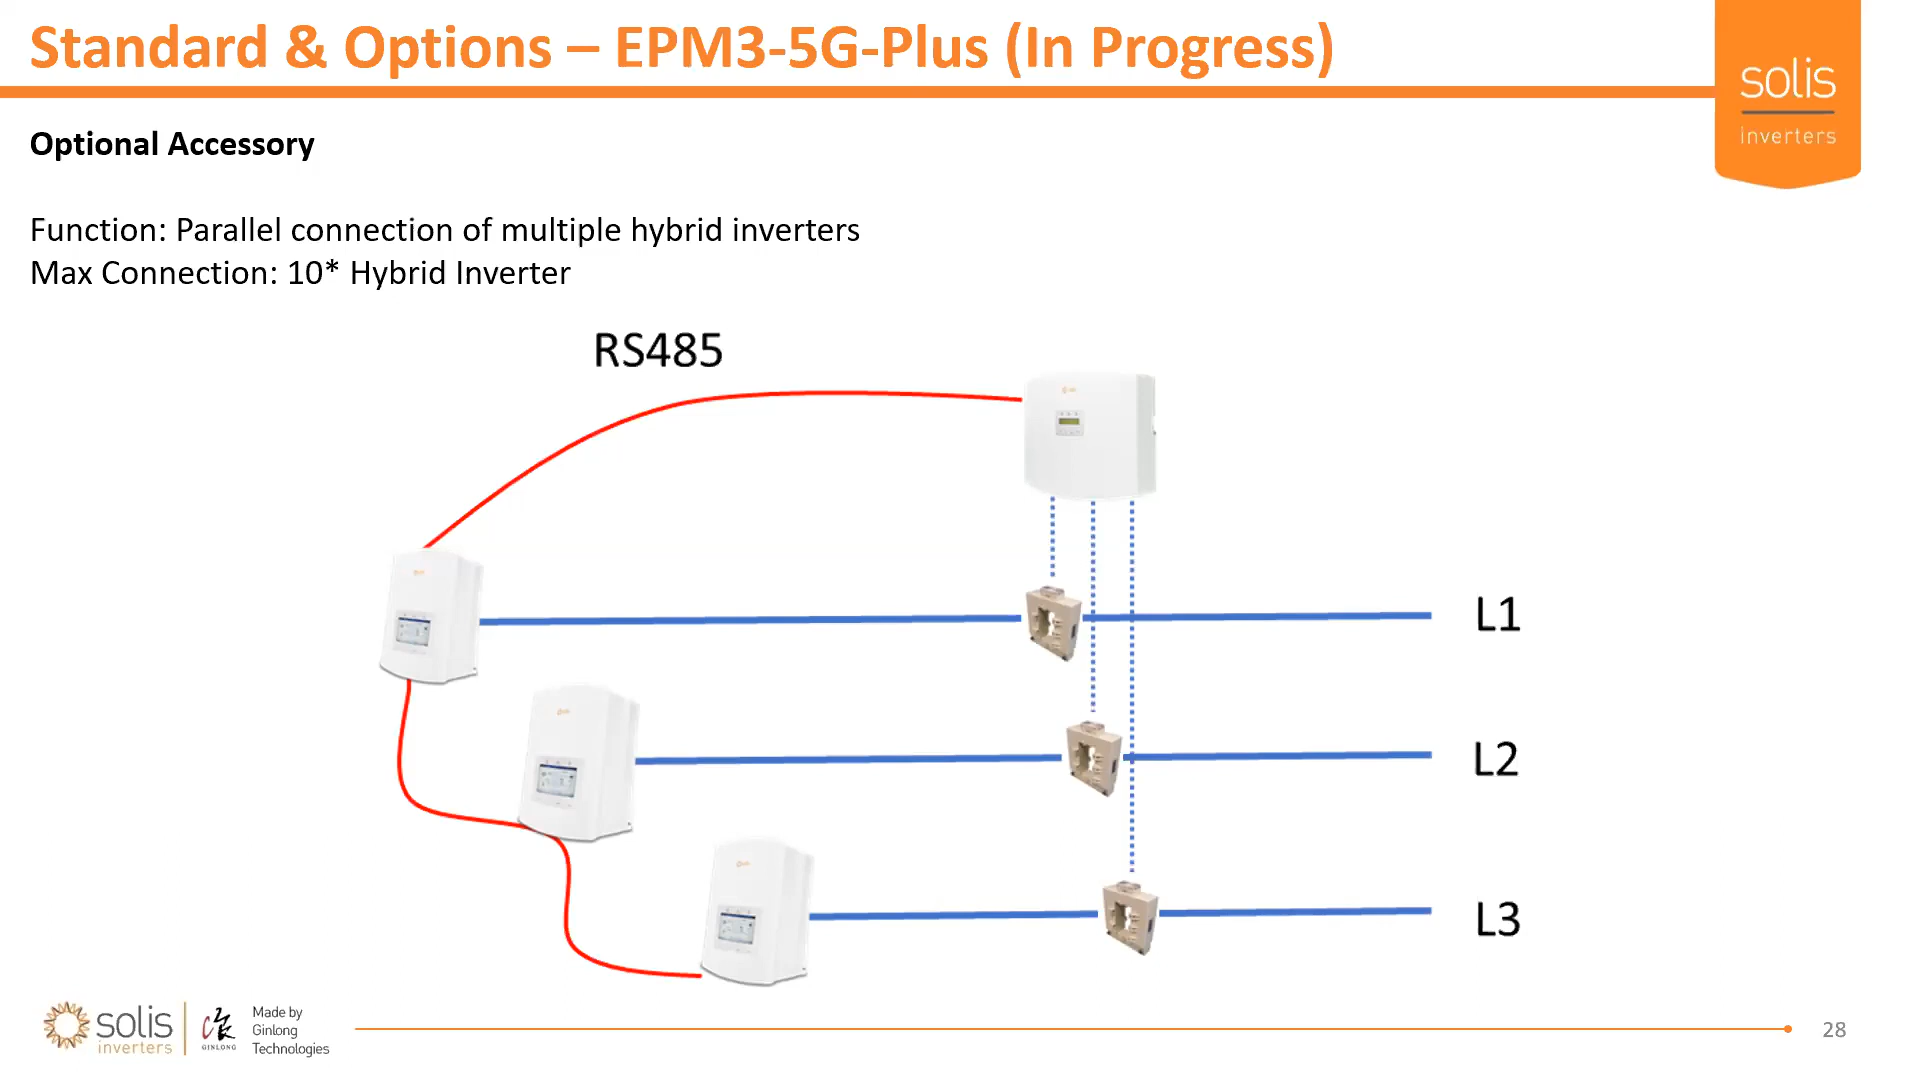 Standard & Options – EPM3-5G-Plus (In Progress)
solis
inverters
Optional Accessory
Function: Parallel connection of multiple hybrid inverters
Max Connection: 10* Hybrid Inverter
RS485
L1
L2
L3
solis
inverters
GINLONG
Made by
Ginlong
Technologies
28